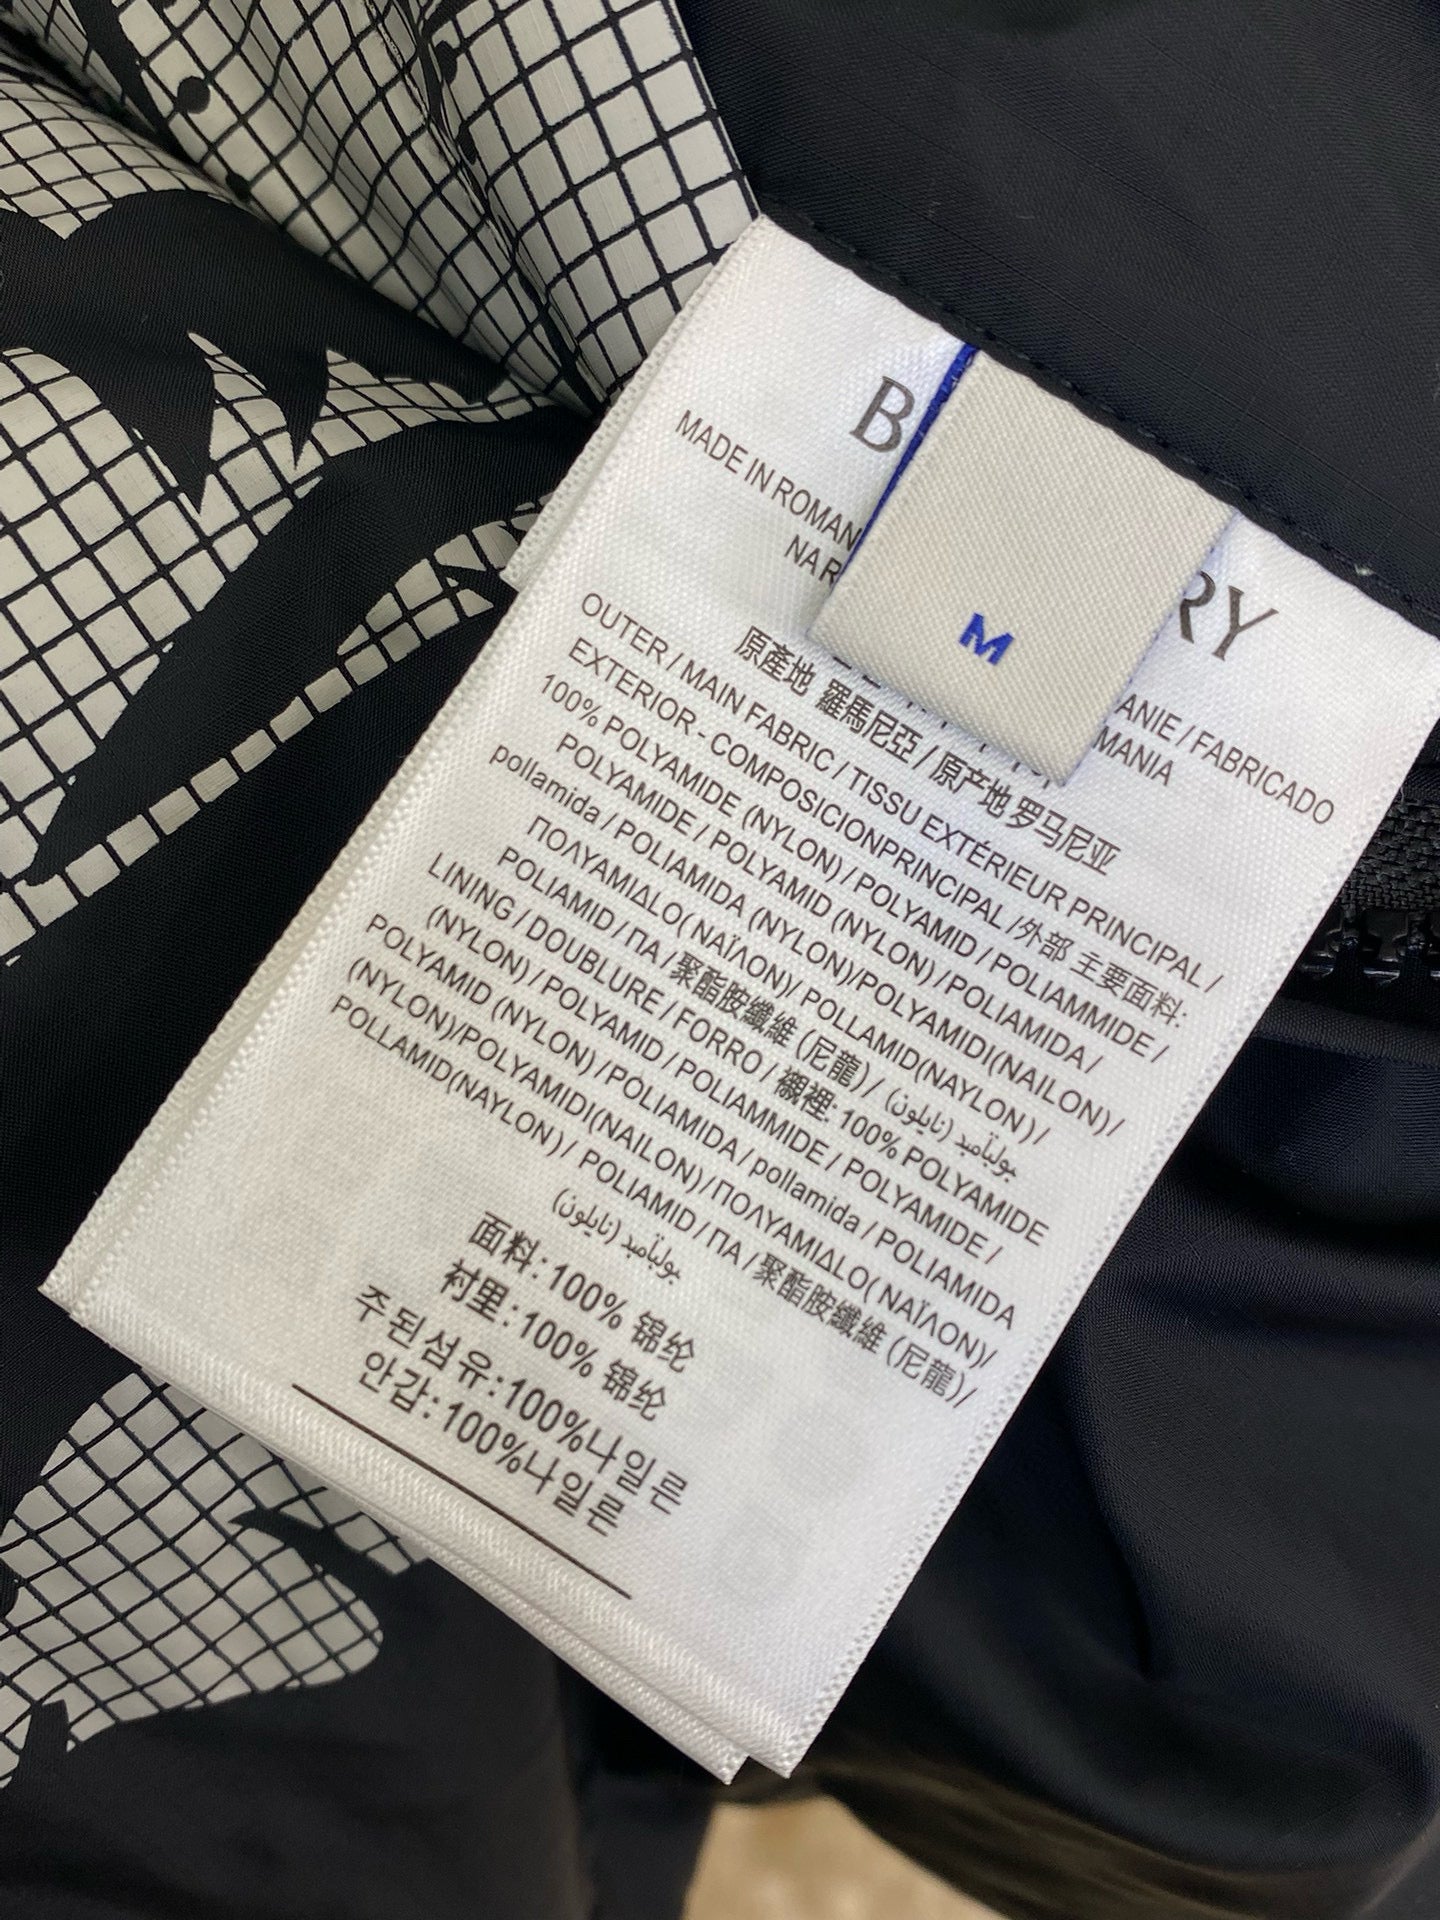 B RY
MADE IN ROMAN ANIE / FABRICADO
NA R MANIA
原產地 羅馬尼亞 / 原产地 罗马尼亚
OUTER / MAIN FABRIC / TISSU EXTÉRIEUR PRINCIPAL /
EXTERIOR - COMPOSICIONPRINCIPAL /外部 主要面料:
100% POLYAMIDE (NYLON) / POLYAMID / POLIAMMIDE /
POLYAMIDE / POLYAMID (NYLON) / POLIAMIDA /
pollamida / POLIAMIDA (NYLON)/POLYAMIDI(NAILON)/
ΠΟΛΥΑΜΙΔLO( ΝΑΪΛΟΝ)/ POLLAMID(NAYLON) /
POLIAMID / ПА / 聚酯胺纖維 (尼龍) / بوليأميد (نايلون)
LINING / DOUBLURE / FORRO / 襯裡: 100% POLYAMIDE
(NYLON) / POLYAMID / POLIAMMIDE / POLYAMIDE /
POLYAMID (NYLON) / POLIAMIDA / pollamida / POLIAMIDA
(NYLON)/POLYAMIDI(NAILON)/ΠΟΛΥΑΜΙΔLO( ΝΑΪΛΟΝ)/
POLLAMID(NAYLON) / POLIAMID / ПА / 聚酯胺纖維 (尼龍)/
بوليأميد (نايلون)
面料: 100% 锦纶
衬里: 100% 锦纶
주된섬유:100%나일른
안감:100%나일른
M